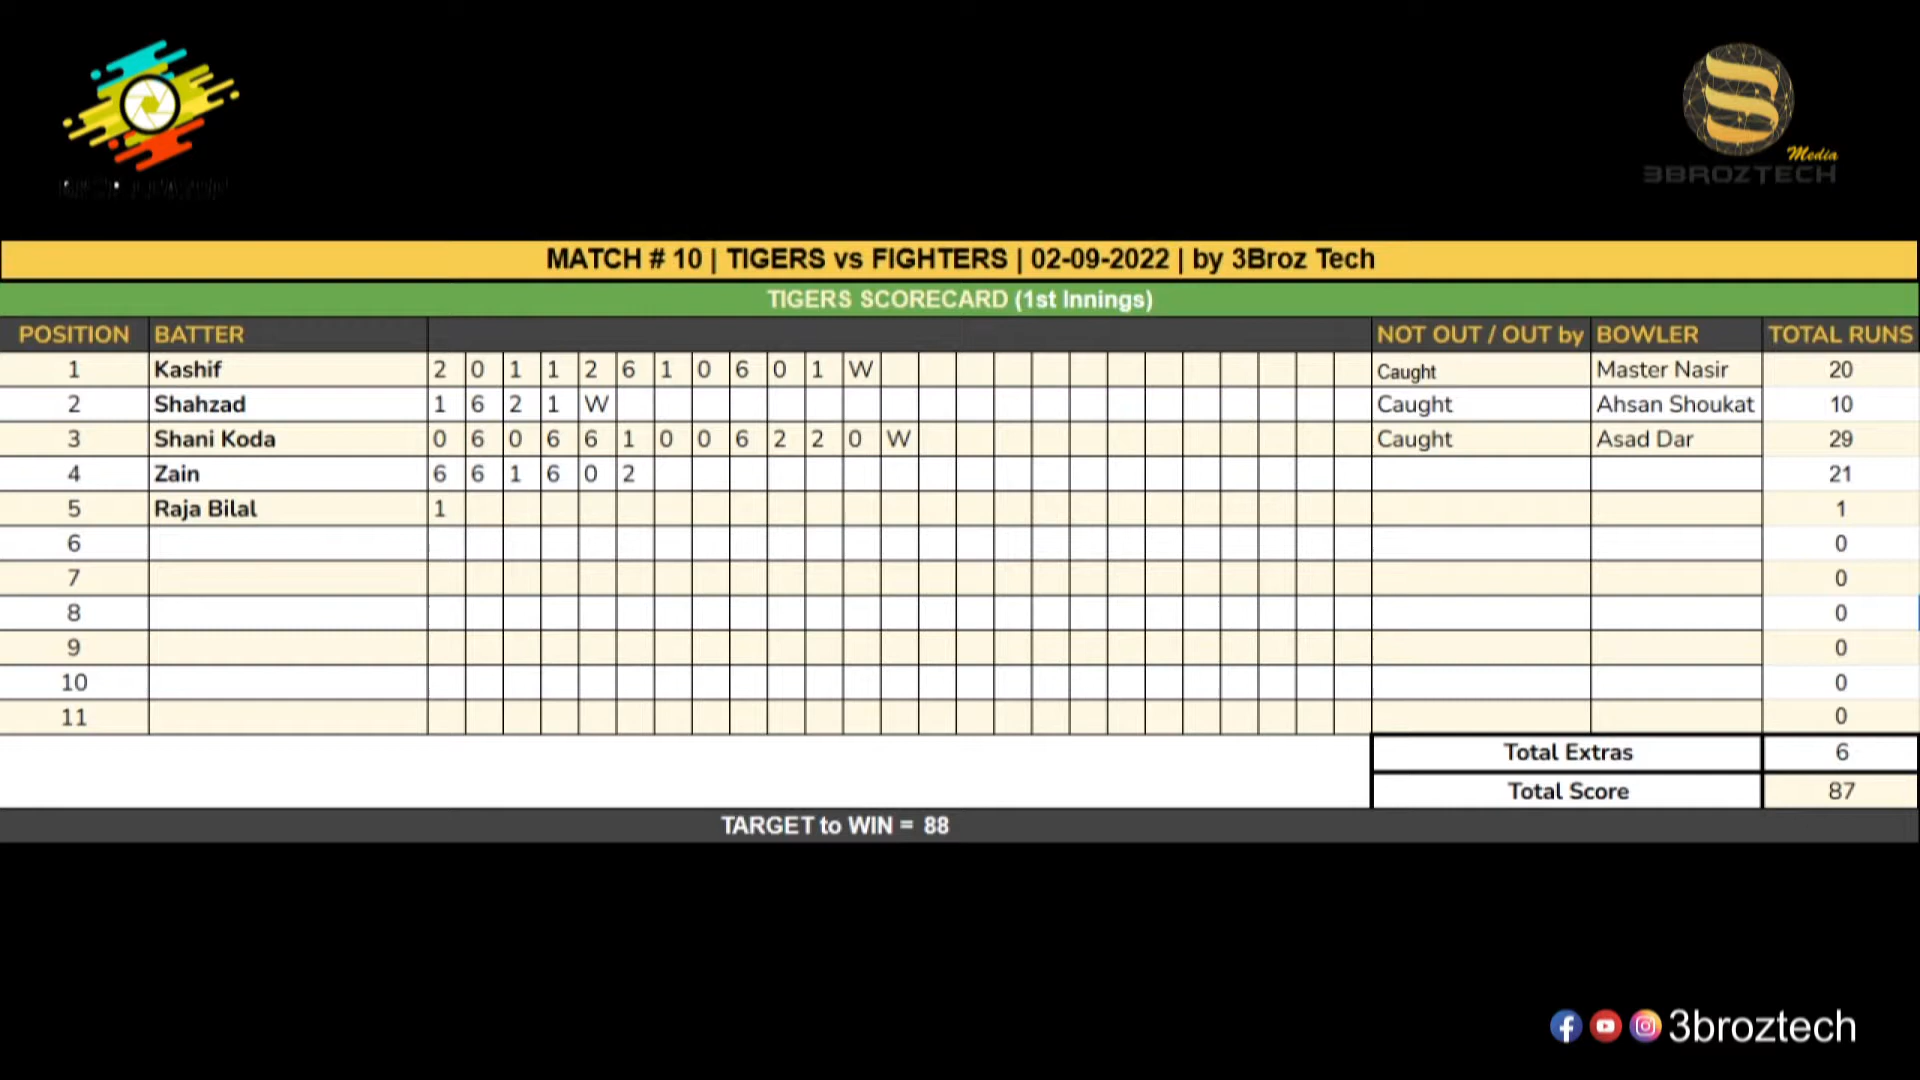 Media
3BROZTECH
MATCH # 10 | TIGERS vs FIGHTERS | 02-09-2022 | by 3Broz Tech
TIGERS SCORECARD (1st Innings)
POSITION BATTER NOT OUT / OUT by BOWLER TOTAL RUNS
1 Kashif 2 0 1 1 2 6 1 0 6 0 1 W Caught Master Nasir 20
2 Shahzad 1 6 2 1 W Caught Ahsan Shoukat 10
3 Shani Koda 0 6 0 6 6 1 0 0 6 2 2 0 W Caught Asad Dar 29
4 Zain 6 6 1 6 0 2 21
5 Raja Bilal 1 1
6 0
7 0
8 0
9 0
10 0
11 0
Total Extras 6
Total Score 87
TARGET to WIN = 88
3broztech